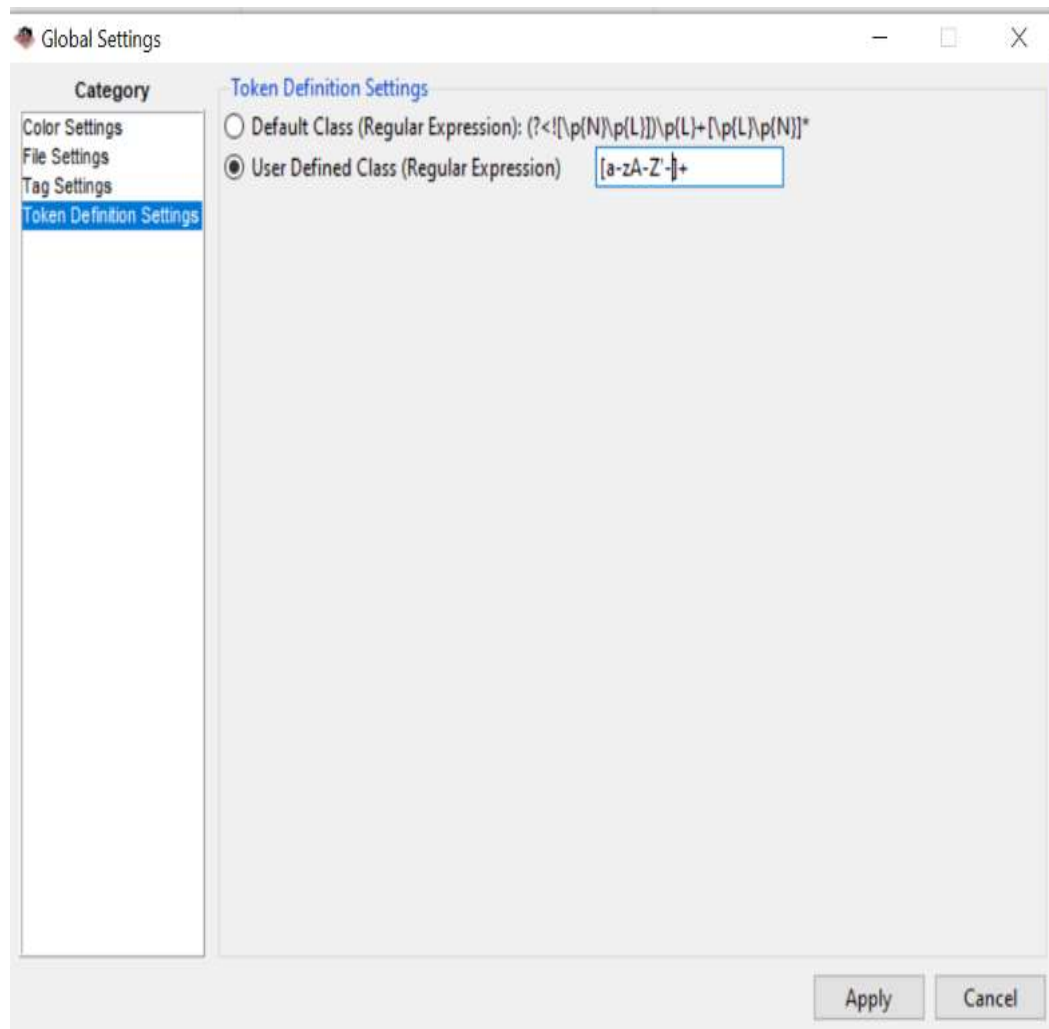 Global Settings
Category
Color Settings
File Settings
Tag Settings
Token Definition Settings
Token Definition Settings
Default Class (Regular Expression): (?<![\p{N}\p{L}])\p{L}+[\p{L}\p{N}]*
User Defined Class (Regular Expression) [a-zA-Z'-]+
Apply Cancel